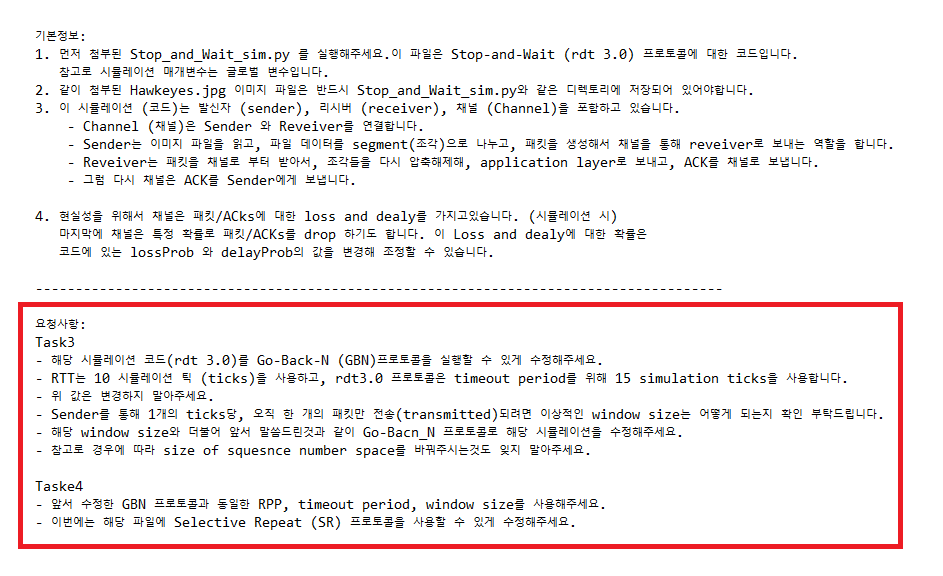 기본정보:
1. 먼저 첨부된 Stop_and_Wait_sim.py 를 실행해주세요.이 파일은 Stop-and-Wait (rdt 3.0) 프로토콜에 대한 코드입니다.
참고로 시뮬레이션 매개변수는 글로벌 변수입니다.
2. 같이 첨부된 Hawkeyes.jpg 이미지 파일은 반드시 Stop_and_Wait_sim.py와 같은 디렉토리에 저장되어 있어야합니다.
3. 이 시뮬레이션 (코드)는 발신자 (sender), 리시버 (receiver), 채널 (Channel)을 포함하고 있습니다.
- Channel (채널)은 Sender 와 Reveiver를 연결합니다.
- Sender는 이미지 파일을 읽고, 파일 데이터를 segment(조각)으로 나누고, 패킷을 생성해서 채널을 통해 reveiver로 보내는 역할을 합니다.
- Reveiver는 패킷을 채널로 부터 받아서, 조각들을 다시 압축해제해, application layer로 보내고, ACK를 채널로 보냅니다.
- 그럼 다시 채널은 ACK를 Sender에게 보냅니다.
4. 현실성을 위해서 채널은 패킷/ACks에 대한 loss and dealy를 가지고있습니다. (시뮬레이션 시)
마지막에 채널은 특정 확률로 패킷/ACKs를 drop 하기도 합니다. 이 Loss and dealy에 대한 확률은
코드에 있는 lossProb 와 delayProb의 값을 변경해 조정할 수 있습니다.
--------------------------------------------------------------------------------------
요청사항:
Task3
- 해당 시뮬레이션 코드(rdt 3.0)를 Go-Back-N (GBN)프로토콜을 실행할 수 있게 수정해주세요.
- RTT는 10 시뮬레이션 틱 (ticks)을 사용하고, rdt3.0 프로토콜은 timeout period를 위해 15 simulation ticks을 사용합니다.
- 위 값은 변경하지 말아주세요.
- Sender를 통해 1개의 ticks당, 오직 한 개의 패킷만 전송(transmitted)되려면 이상적인 window size는 어떻게 되는지 확인 부탁드립니다.
- 해당 window size와 더불어 앞서 말씀드린것과 같이 Go-Bacn_N 프로토콜로 해당 시뮬레이션을 수정해주세요.
- 참고로 경우에 따라 size of squesnce number space를 바꿔주시는것도 잊지 말아주세요.
Taske4
- 앞서 수정한 GBN 프로토콜과 동일한 RPP, timeout period, window size를 사용해주세요.
- 이번에는 해당 파일에 Selective Repeat (SR) 프로토콜을 사용할 수 있게 수정해주세요.